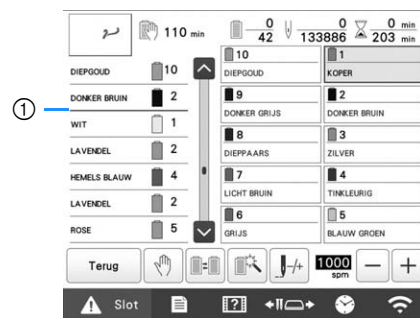 110 min
0
42
0
133886
0 min
203 min
DIEPGOUD 10
DONKER BRUIN 2
WIT 1
LAVENDEL 2
HEMELS BLAUW 4
LAVENDEL 2
ROSE 5
10
DIEPGOUD
1
KOPER
9
DONKER GRIJS
2
DONKER BRUIN
8
DIEPPAARS
3
ZILVER
7
LICHT BRUIN
4
TINKLEURIG
6
GRIJS
5
BLAUW GROEN
①
Terug
-/+
1000
spm
− +
Slot
?